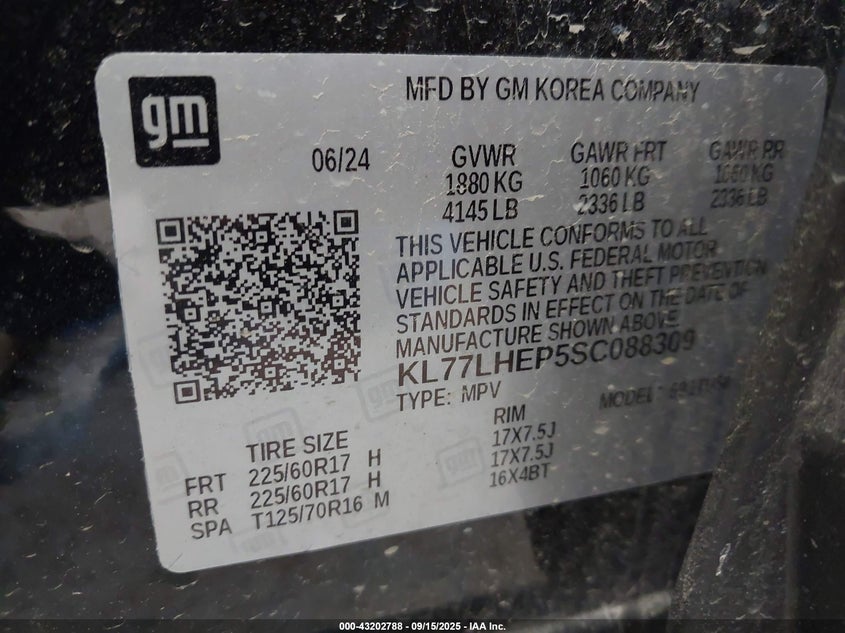 gm
MFD BY GM KOREA COMPANY
06/24 GVWR GAWR FRT GAWR RR
1880 KG 1060 KG 1060 KG
4145 LB 2336 LB 2336 LB
THIS VEHICLE CONFORMS TO ALL
APPLICABLE U.S. FEDERAL MOTOR
VEHICLE SAFETY AND THEFT PREVENTION
STANDARDS IN EFFECT ON THE DATE OF
MANUFACTURE SHOWN ABOVE
KL77LHEP5SC088309
TYPE: MPV MODEL:
TIRE SIZE RIM
FRT 225/60R17 H 17X7.5J
RR 225/60R17 H 17X7.5J
SPA T125/70R16 M 16X4BT
000-43202788 - 09/15/2025 - IAA Inc.